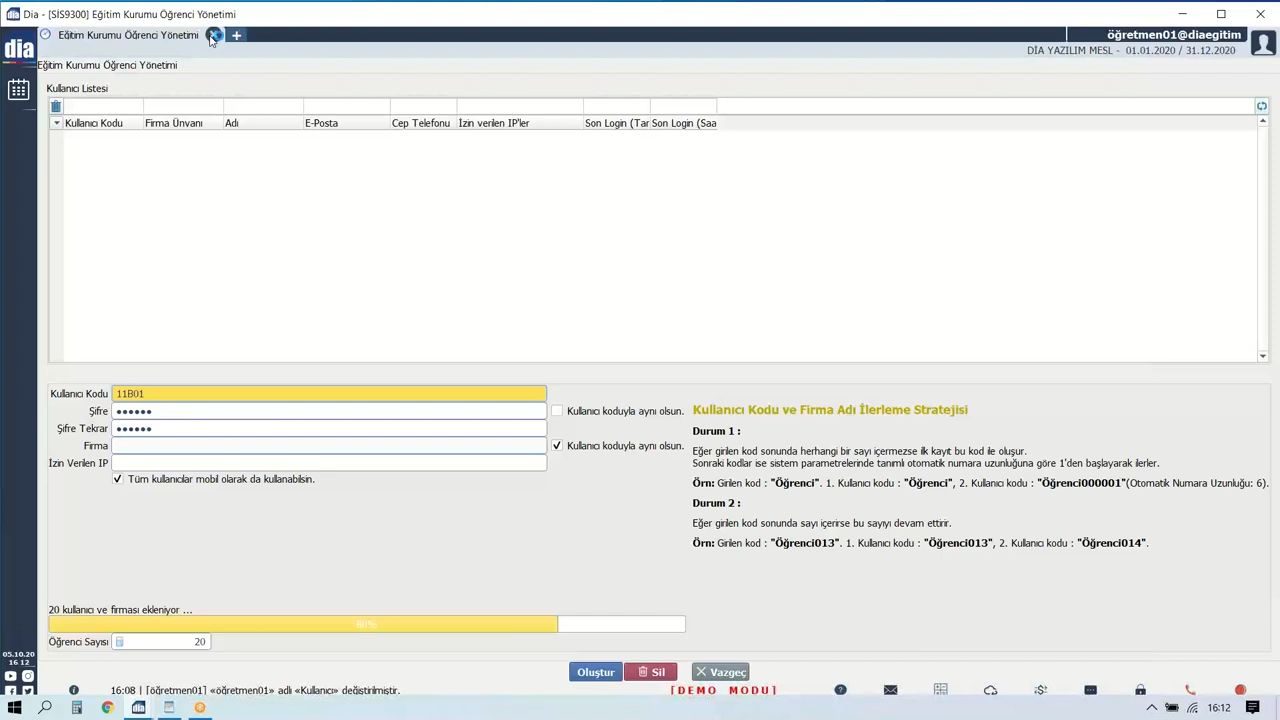 Dia - [SİS9300] Eğitim Kurumu Öğrenci Yönetimi
Eğitim Kurumu Öğrenci Yönetimi
öğretmen01@diaegitim
dia
DİA YAZILIM MESL - 01.01.2020 / 31.12.2020
Eğitim Kurumu Öğrenci Yönetimi
Kullanıcı Listesi
Kullanıcı Kodu Firma Ünvanı Adı E-Posta Cep Telefonu İzin verilen IP'ler Son Login (Tar Son Login (Saa
Kullanıcı Kodu 11B01
Şifre ●●●●●● Kullanıcı koduyla aynı olsun.
Şifre Tekrar ●●●●●●
Firma Kullanıcı koduyla aynı olsun.
İzin Verilen IP
Tüm kullanıcılar mobil olarak da kullanabilsin.
Kullanıcı Kodu ve Firma Adı İlerleme Stratejisi
Durum 1 :
Eğer girilen kod sonunda herhangi bir sayı içermezse ilk kayıt bu kod ile oluşur.
Sonraki kodlar ise sistem parametrelerinde tanımlı otomatik numara uzunluğuna göre 1'den başlayarak ilerler.
Örn: Girilen kod : "Öğrenci". 1. Kullanıcı kodu : "Öğrenci", 2. Kullanıcı kodu : "Öğrenci000001"(Otomatik Numara Uzunluğu: 6).
Durum 2 :
Eğer girilen kod sonunda sayı içerirse bu sayıyı devam ettirir.
Örn: Girilen kod : "Öğrenci013". 1. Kullanıcı kodu : "Öğrenci013", 2. Kullanıcı kodu : "Öğrenci014".
20 kullanıcı ve firması ekleniyor ...
Öğrenci Sayısı 20
05.10.20
16 12
Oluştur Sil Vazgeç
16:08 | [öğretmen01] «öğretmen01» adlı «Kullanıcı» değiştirilmiştir.
[DEMO MODU]
16:12